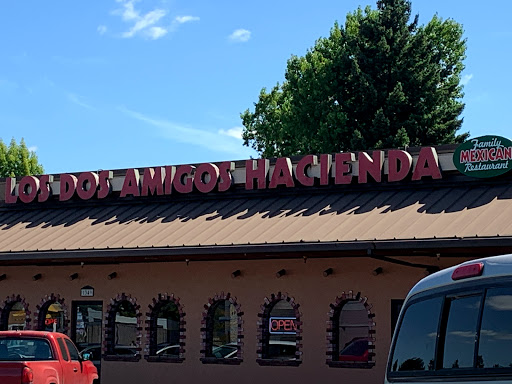 LOS DOS AMIGOS HACIENDA
Family
MEXICAN
Restaurant
OPEN